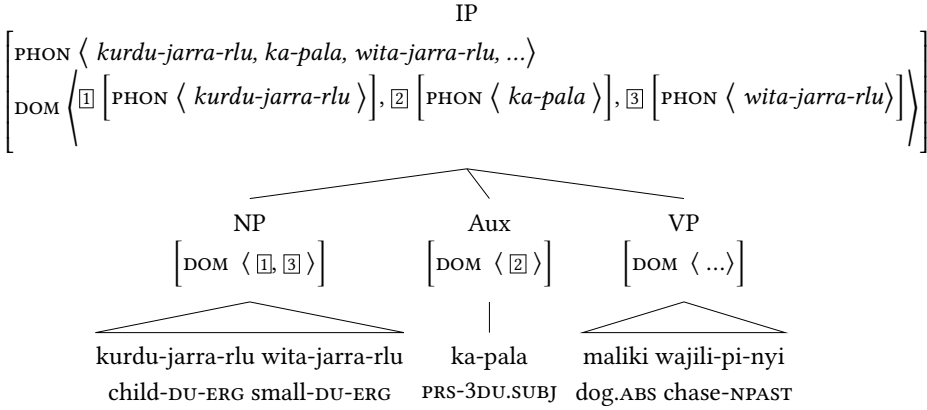 IP
PHON ⟨ kurdu-jarra-rlu, ka-pala, wita-jarra-rlu, ...⟩
DOM ⟨ 1 [PHON ⟨ kurdu-jarra-rlu ⟩], 2 [PHON ⟨ ka-pala ⟩], 3 [PHON ⟨ wita-jarra-rlu⟩] ⟩
NP Aux VP
[DOM ⟨ 1, 3 ⟩] [DOM ⟨ 2 ⟩] [DOM ⟨ ...⟩]
kurdu-jarra-rlu wita-jarra-rlu ka-pala maliki wajili-pi-nyi
child-DU-ERG small-DU-ERG PRS-3DU.SUBJ dog.ABS chase-NPAST